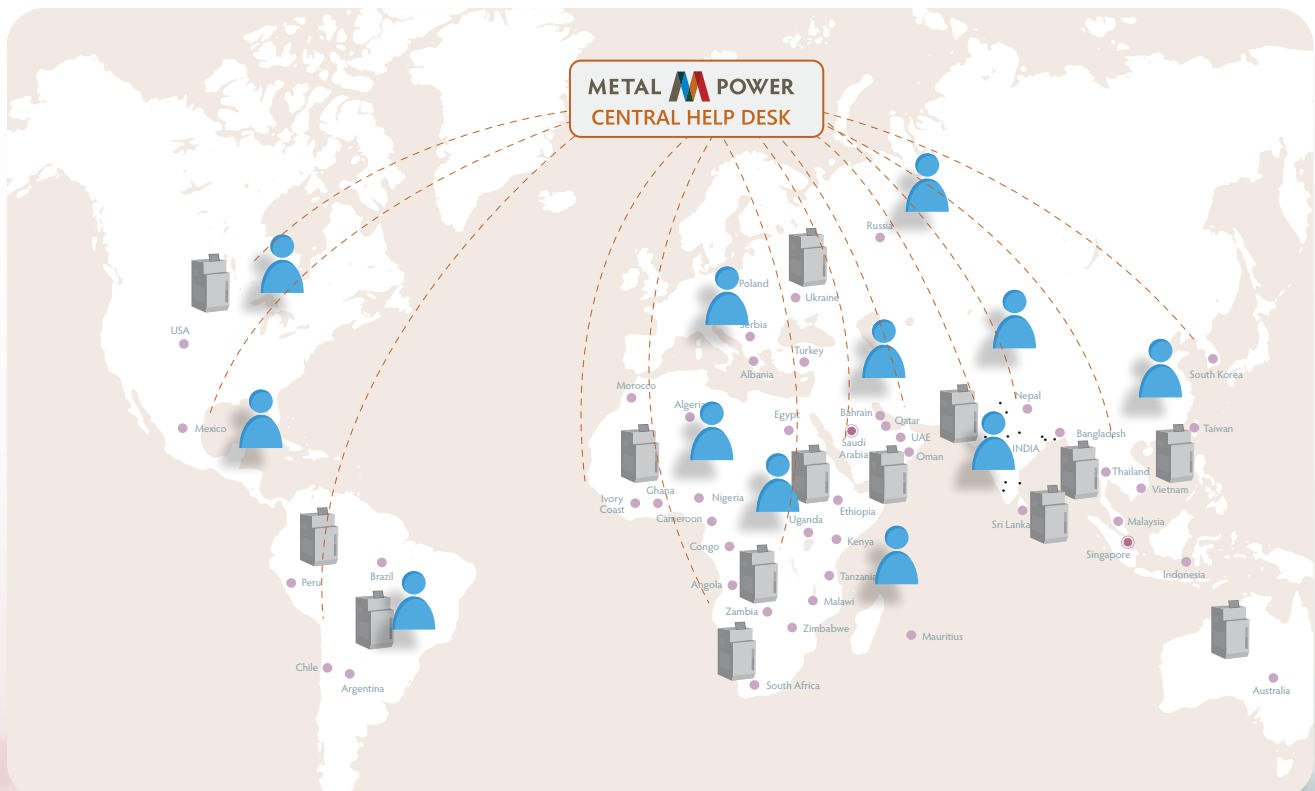 METAL POWER
CENTRAL HELP DESK
Russia
Poland
Ukraine
Serbia
USA
Turkey
Albania
South Korea
Morocco
Algeria
Nepal
Mexico
Egypt
Bahrain
Qatar
Taiwan
Saudi
Arabia
UAE
Bangladesh
INDIA
Oman
Thailand
Vietnam
Ghana
Ivory
Coast
Nigeria
Ethiopia
Cameroon
Uganda
Sri Lanka
Malaysia
Congo
Kenya
Singapore
Brazil
Peru
Tanzania
Indonesia
Angola
Malawi
Zambia
Zimbabwe
Mauritius
Chile
Argentina
South Africa
Australia